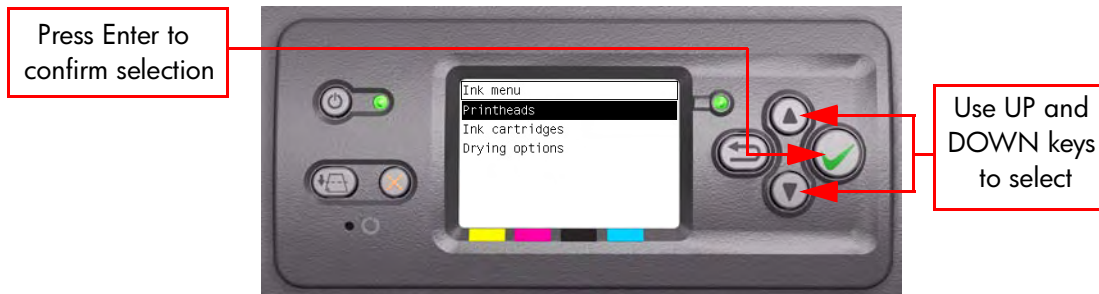 Press Enter to
confirm selection
Ink menu
Printheads
Ink cartridges
Drying options
Use UP and
DOWN keys
to select